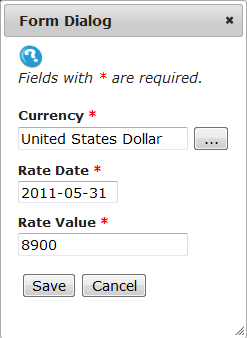 Form Dialog
Fields with * are required.
Currency *
United States Dollar ...
Rate Date *
2011-05-31
Rate Value *
8900
Save Cancel